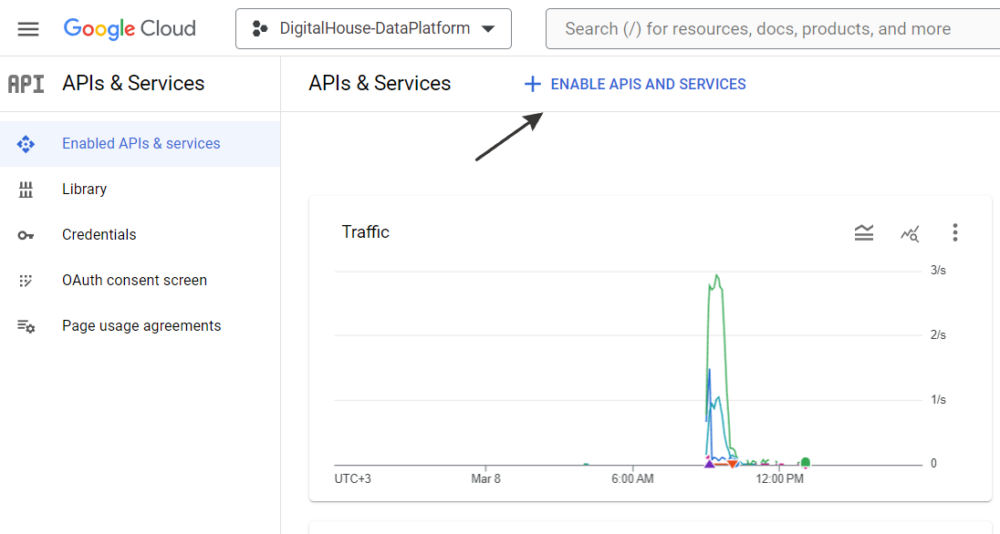 Google Cloud
DigitalHouse-DataPlatform
Search (/) for resources, docs, products, and more
API
APIs & Services
APIs & Services
ENABLE APIS AND SERVICES
Enabled APIs & services
Library
Credentials
OAuth consent screen
Page usage agreements
Traffic
3/s
2/s
1/s
0
UTC+3
Mar 8
6:00 AM
12:00 PM